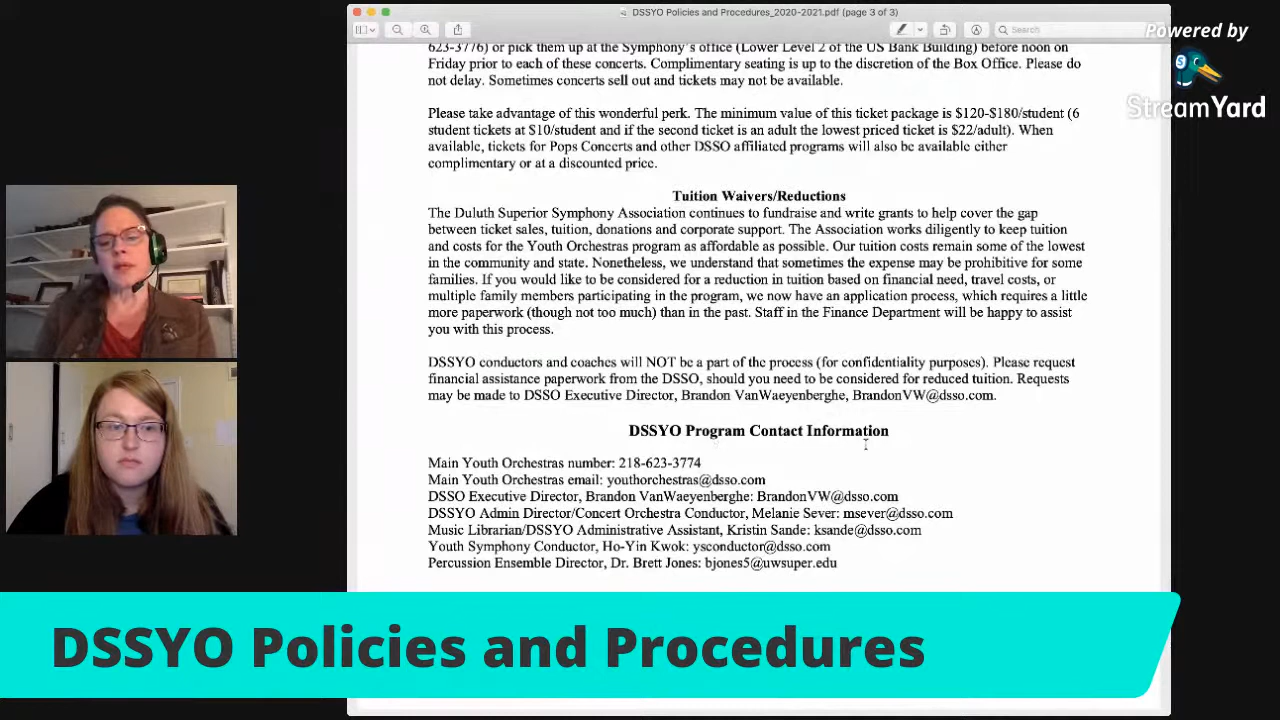 DSSYO Policies and Procedures_2020-2021.pdf (page 3 of 3)
Search
Powered by
StreamYard
623-3776) or pick them up at the Symphony's office (Lower Level 2 of the US Bank Building) before noon on
Friday prior to each of these concerts. Complimentary seating is up to the discretion of the Box Office. Please do
not delay. Sometimes concerts sell out and tickets may not be available.
Please take advantage of this wonderful perk. The minimum value of this ticket package is $120-$180/student (6
student tickets at $10/student and if the second ticket is an adult the lowest priced ticket is $22/adult). When
available, tickets for Pops Concerts and other DSSO affiliated programs will also be available either
complimentary or at a discounted price.
Tuition Waivers/Reductions
The Duluth Superior Symphony Association continues to fundraise and write grants to help cover the gap
between ticket sales, tuition, donations and corporate support. The Association works diligently to keep tuition
and costs for the Youth Orchestras program as affordable as possible. Our tuition costs remain some of the lowest
in the community and state. Nonetheless, we understand that sometimes the expense may be prohibitive for some
families. If you would like to be considered for a reduction in tuition based on financial need, travel costs, or
multiple family members participating in the program, we now have an application process, which requires a little
more paperwork (though not too much) than in the past. Staff in the Finance Department will be happy to assist
you with this process.
DSSYO conductors and coaches will NOT be a part of the process (for confidentiality purposes). Please request
financial assistance paperwork from the DSSO, should you need to be considered for reduced tuition. Requests
may be made to DSSO Executive Director, Brandon VanWaeyenberghe, BrandonVW@dsso.com.
DSSYO Program Contact Information
Main Youth Orchestras number: 218-623-3774
Main Youth Orchestras email: youthorchestras@dsso.com
DSSO Executive Director, Brandon VanWaeyenberghe: BrandonVW@dsso.com
DSSYO Admin Director/Concert Orchestra Conductor, Melanie Sever: msever@dsso.com
Music Librarian/DSSYO Administrative Assistant, Kristin Sande: ksande@dsso.com
Youth Symphony Conductor, Ho-Yin Kwok: ysconductor@dsso.com
Percussion Ensemble Director, Dr. Brett Jones: bjones5@uwsuper.edu
DSSYO Policies and Procedures